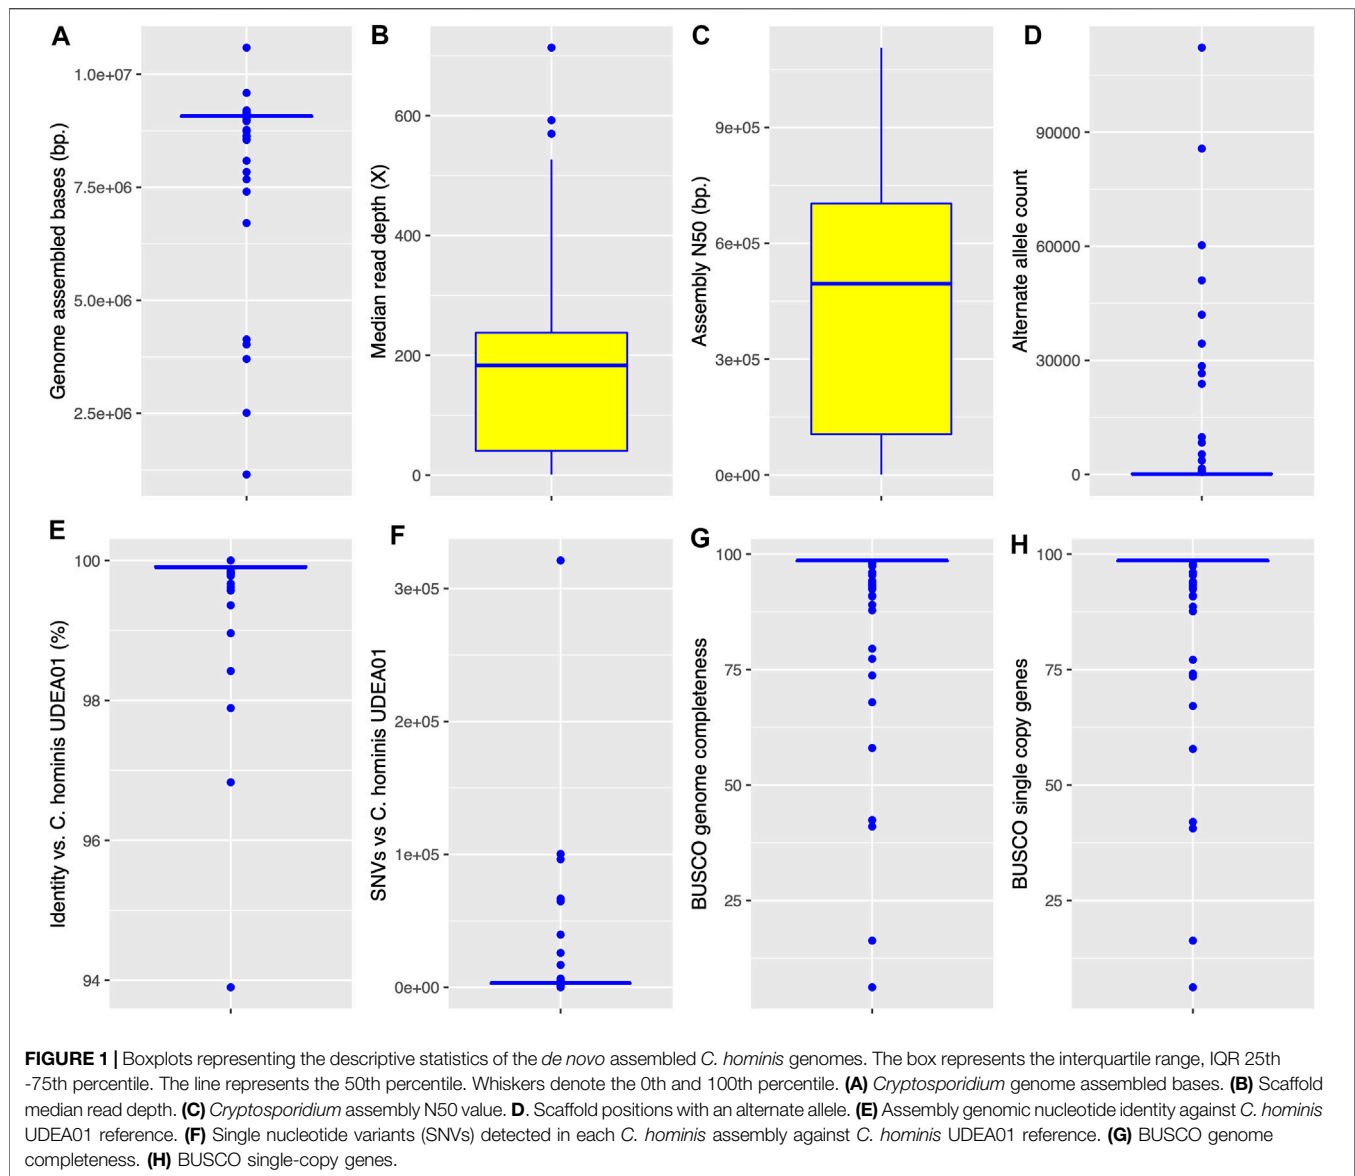 A
Genome assembled bases (bp.)
1.0e+07
7.5e+06
5.0e+06
2.5e+06
B
Median read depth (X)
600
400
200
0
C
Assembly N50 (bp.)
9e+05
6e+05
3e+05
0e+00
D
Alternate allele count
90000
60000
30000
0
E
Identity vs. C. hominis UDEA01 (%)
100
98
96
94
F
SNVs vs C. hominis UDEA01
3e+05
2e+05
1e+05
0e+00
G
BUSCO genome completeness
100
75
50
25
H
BUSCO single copy genes
100
75
50
25
FIGURE 1 | Boxplots representing the descriptive statistics of the de novo assembled C. hominis genomes. The box represents the interquartile range, IQR 25th
-75th percentile. The line represents the 50th percentile. Whiskers denote the 0th and 100th percentile. (A) Cryptosporidium genome assembled bases. (B) Scaffold
median read depth. (C) Cryptosporidium assembly N50 value. D. Scaffold positions with an alternate allele. (E) Assembly genomic nucleotide identity against C. hominis
UDEA01 reference. (F) Single nucleotide variants (SNVs) detected in each C. hominis assembly against C. hominis UDEA01 reference. (G) BUSCO genome
completeness. (H) BUSCO single-copy genes.